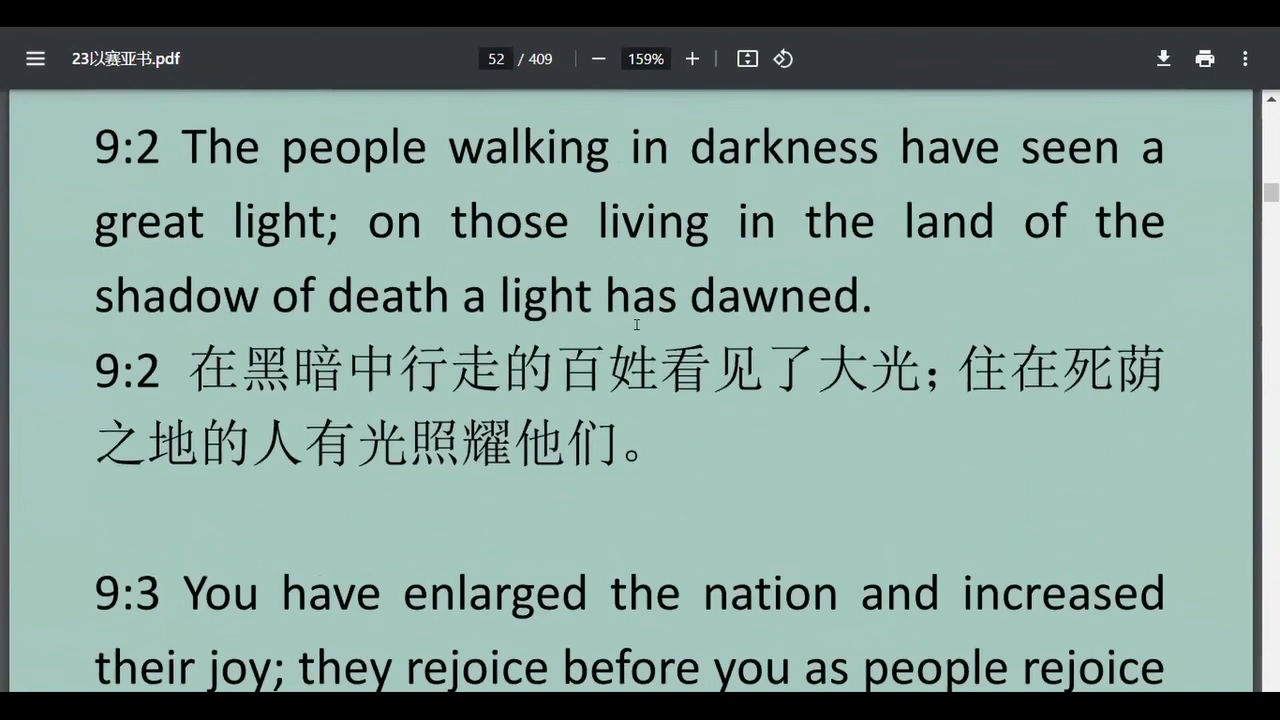 23以赛亚书.pdf
52 / 409
159%
9:2 The people walking in darkness have seen a
great light; on those living in the land of the
shadow of death a light has dawned.
9:2 在黑暗中行走的百姓看见了大光；住在死荫
之地的人有光照耀他们。
9:3 You have enlarged the nation and increased
their joy; they rejoice before you as people rejoice